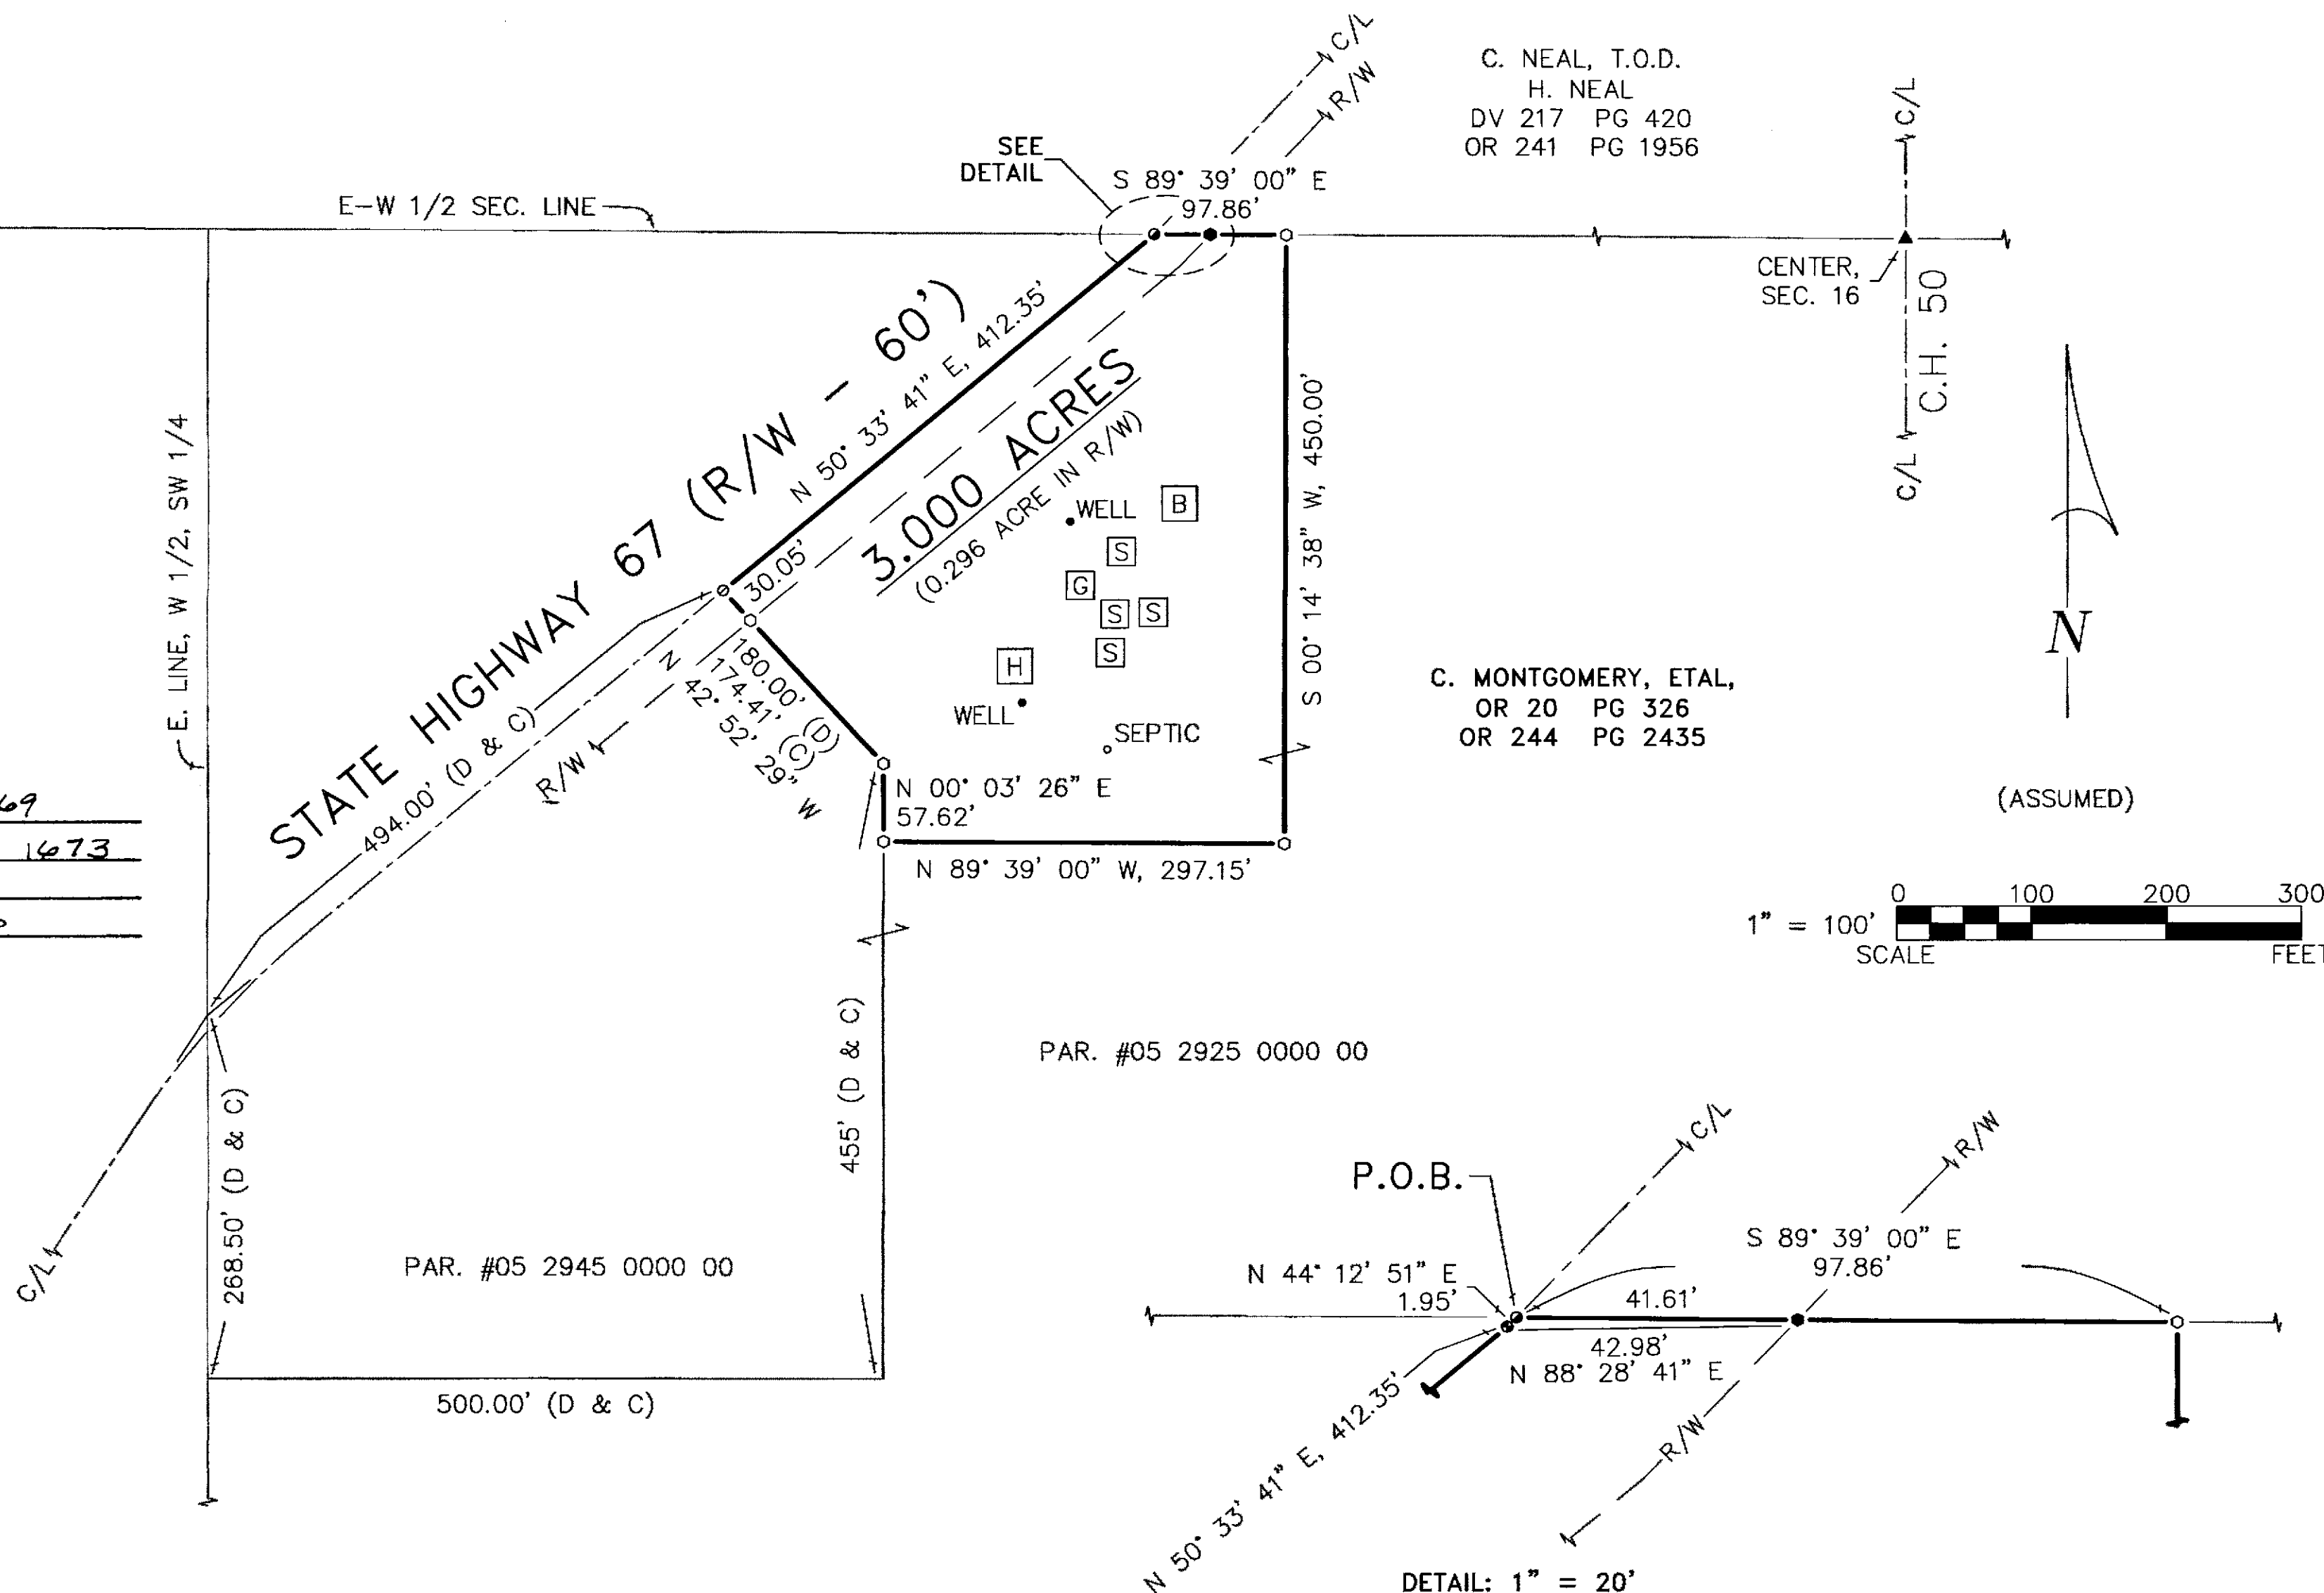 C/L
R/W
C. NEAL, T.O.D.
H. NEAL
DV 217 PG 420
OR 241 PG 1956
C/L
SEE
DETAIL
S 89° 39' 00" E
97.86'
E-W 1/2 SEC. LINE
CENTER,
SEC. 16
C.H. 50
C/L
STATE HIGHWAY 67 (R/W - 60')
N 50° 33' 41" E, 412.35'
3.000 ACRES
(0.296 ACRE IN R/W)
E. LINE, W 1/2, SW 1/4
S 00° 14' 38" W, 450.00'
WELL
B
S
G
S
S
S
H
WELL
SEPTIC
30.05'
180.00' (D)
174.41' (C)
N 42° 52' 29" W
R/W
494.00' (D & C)
N 00° 03' 26" E
57.62'
N 89° 39' 00" W, 297.15'
C. MONTGOMERY, ETAL,
OR 20 PG 326
OR 244 PG 2435
N
(ASSUMED)
69
1673
0 100 200 300
1" = 100'
SCALE FEET
455' (D & C)
PAR. #05 2925 0000 00
268.50' (D & C)
C/L
PAR. #05 2945 0000 00
500.00' (D & C)
C/L
R/W
P.O.B.
S 89° 39' 00" E
97.86'
N 44° 12' 51" E
1.95'
41.61'
42.98'
N 88° 28' 41" E
N 50° 33' 41" E, 412.35'
R/W
DETAIL: 1" = 20'